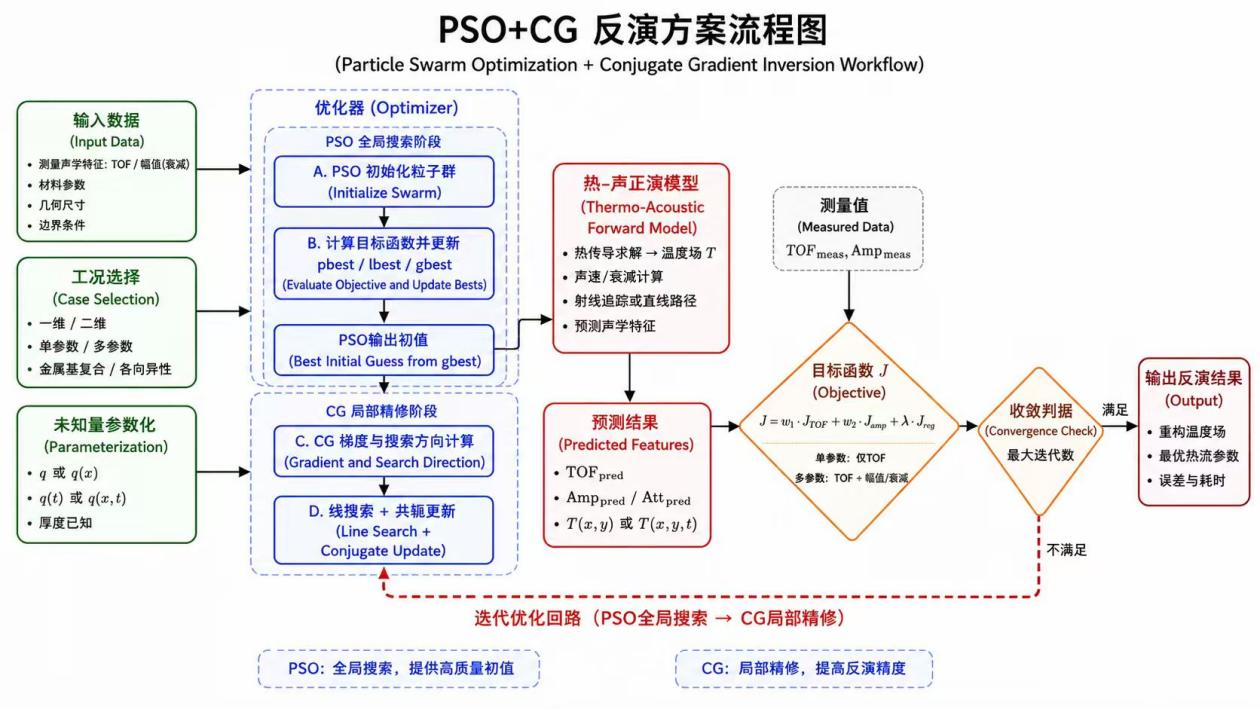 PSO+CG 反演方案流程图
(Particle Swarm Optimization + Conjugate Gradient Inversion Workflow)
输入数据
(Input Data)
• 测量声学特征：TOF / 幅值(衰减)
• 材料参数
• 几何尺寸
• 边界条件
工况选择
(Case Selection)
• 一维 / 二维
• 单参数 / 多参数
• 金属基复合 / 各向异性
未知量参数化
(Parameterization)
• q 或 q(x)
• q(t) 或 q(x,t)
• 厚度已知
优化器 (Optimizer)
PSO 全局搜索阶段
A. PSO 初始化粒子群
(Initialize Swarm)
B. 计算目标函数并更新
pbest / lbest / gbest
(Evaluate Objective and Update Bests)
PSO输出初值
(Best Initial Guess from gbest)
CG 局部精修阶段
C. CG 梯度与搜索方向计算
(Gradient and Search Direction)
D. 线搜索 + 共轭更新
(Line Search +
Conjugate Update)
热–声正演模型
(Thermo-Acoustic
Forward Model)
• 热传导求解 → 温度场 T
• 声速/衰减计算
• 射线追踪或直线路径
• 预测声学特征
预测结果
(Predicted Features)
• TOF_pred
• Amp_pred / Att_pred
• T(x,y) 或 T(x,y,t)
测量值
(Measured Data)
TOF_meas, Amp_meas
目标函数 J
(Objective)
J = w₁ · J_TOF + w₂ · J_amp + λ · J_reg
单参数：仅TOF
多参数：TOF + 幅值/衰减
收敛判据
(Convergence Check)
最大迭代数
满足
不满足
输出反演结果
(Output)
• 重构温度场
• 最优热流参数
• 误差与耗时
迭代优化回路（PSO全局搜索 → CG局部精修）
PSO：全局搜索，提供高质量初值
CG：局部精修，提高反演精度